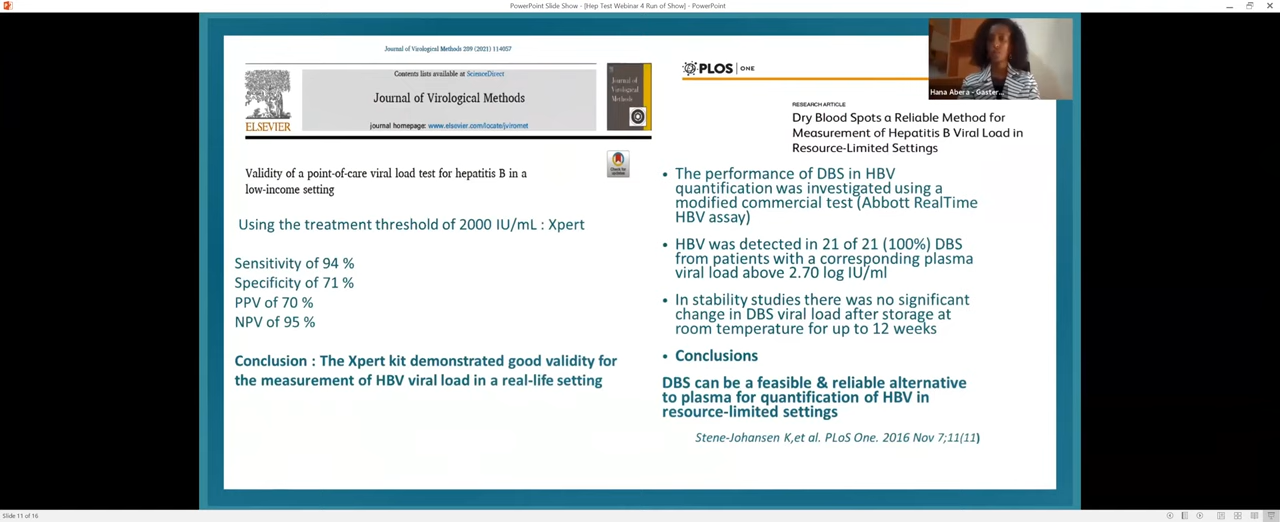 PowerPoint Slide Show - [Hep Test Webinar 4 Run of Show] - PowerPoint
Journal of Virological Methods 289 (2021) 114057
Contents lists available at ScienceDirect
Journal of Virological Methods
journal homepage: www.elsevier.com/locate/jviromet
ELSEVIER
Journal of
Virological
Methods
Validity of a point-of-care viral load test for hepatitis B in a
low-income setting
Using the treatment threshold of 2000 IU/mL : Xpert
Sensitivity of 94 %
Specificity of 71 %
PPV of 70 %
NPV of 95 %
Conclusion : The Xpert kit demonstrated good validity for
the measurement of HBV viral load in a real-life setting
PLOS | ONE
Hana Abera - Gaster...
RESEARCH ARTICLE
Dry Blood Spots a Reliable Method for
Measurement of Hepatitis B Viral Load in
Resource-Limited Settings
• The performance of DBS in HBV
quantification was investigated using a
modified commercial test (Abbott RealTime
HBV assay)
• HBV was detected in 21 of 21 (100%) DBS
from patients with a corresponding plasma
viral load above 2.70 log IU/ml
• In stability studies there was no significant
change in DBS viral load after storage at
room temperature for up to 12 weeks
• Conclusions
DBS can be a feasible & reliable alternative
to plasma for quantification of HBV in
resource-limited settings
Stene-Johansen K,et al. PLoS One. 2016 Nov 7;11(11)
Slide 11 of 16